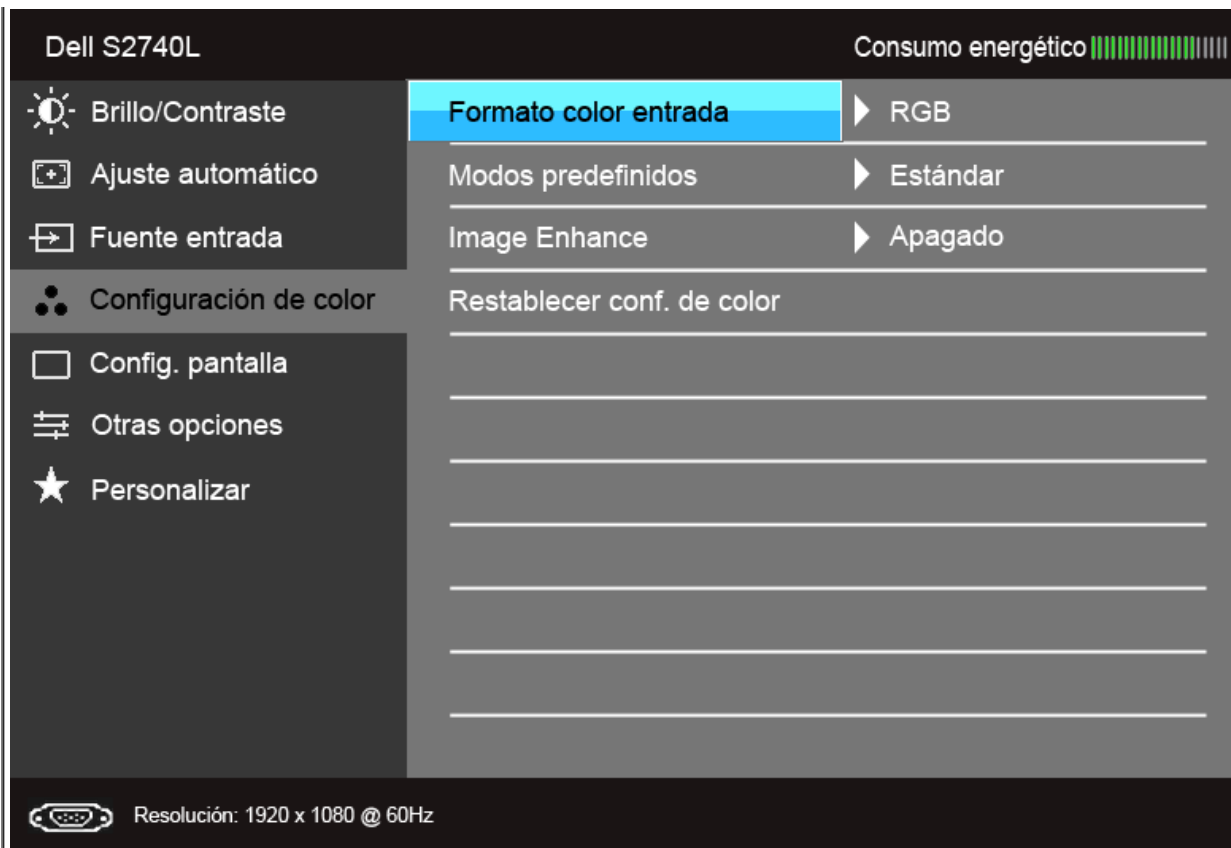 Dell S2740L Consumo energético
Brillo/Contraste
Ajuste automático
Fuente entrada
Configuración de color
Config. pantalla
Otras opciones
Personalizar
Formato color entrada RGB
Modos predefinidos Estándar
Image Enhance Apagado
Restablecer conf. de color
Resolución: 1920 x 1080 @ 60Hz